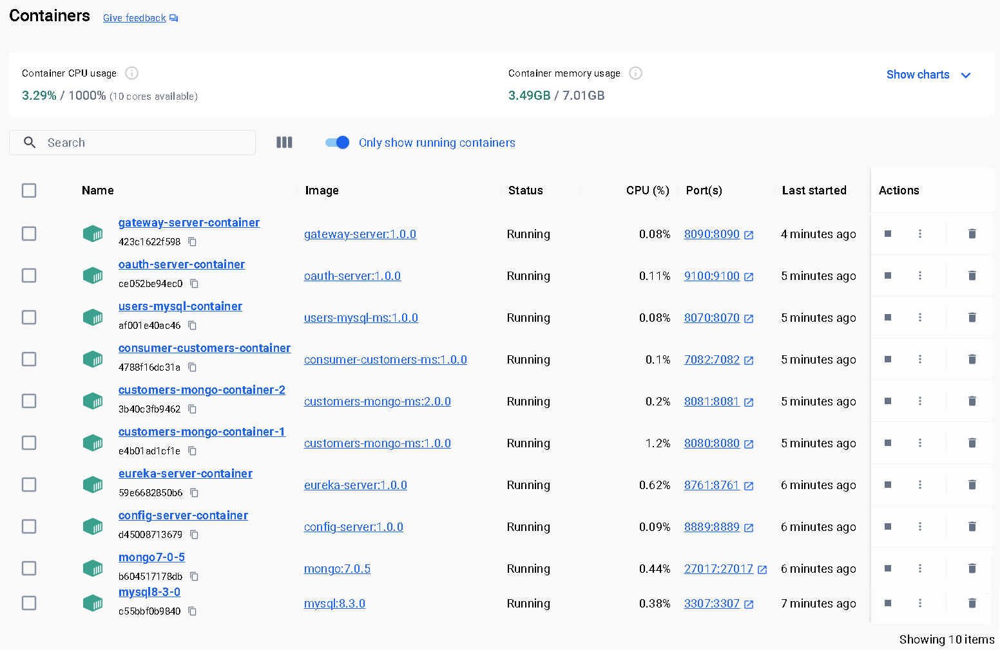 Containers Give feedback
Container CPU usage
3.29% / 1000% (10 cores available)
Container memory usage
3.49GB / 7.01GB
Show charts
Search
Only show running containers
Name Image Status CPU (%) Port(s) Last started Actions
gateway-server-container
423c1622f598
gateway-server:1.0.0 Running 0.08% 8090:8090 4 minutes ago
oauth-server-container
ce052be94ec0
oauth-server:1.0.0 Running 0.11% 9100:9100 5 minutes ago
users-mysql-container
af001e40ac46
users-mysql-ms:1.0.0 Running 0.08% 8070:8070 5 minutes ago
consumer-customers-container
4788f16dc31a
consumer-customers-ms:1.0.0 Running 0.1% 7082:7082 5 minutes ago
customers-mongo-container-2
3b40c3fb9462
customers-mongo-ms:2.0.0 Running 0.2% 8081:8081 5 minutes ago
customers-mongo-container-1
e4b01ad1cf1e
customers-mongo-ms:1.0.0 Running 1.2% 8080:8080 5 minutes ago
eureka-server-container
59e6682850b6
eureka-server:1.0.0 Running 0.62% 8761:8761 6 minutes ago
config-server-container
d45008713679
config-server:1.0.0 Running 0.09% 8889:8889 6 minutes ago
mongo7-0-5
b604517178db
mongo:7.0.5 Running 0.44% 27017:27017 6 minutes ago
mysql8-3-0
c55bbf0b9840
mysql:8.3.0 Running 0.38% 3307:3307 7 minutes ago
Showing 10 items